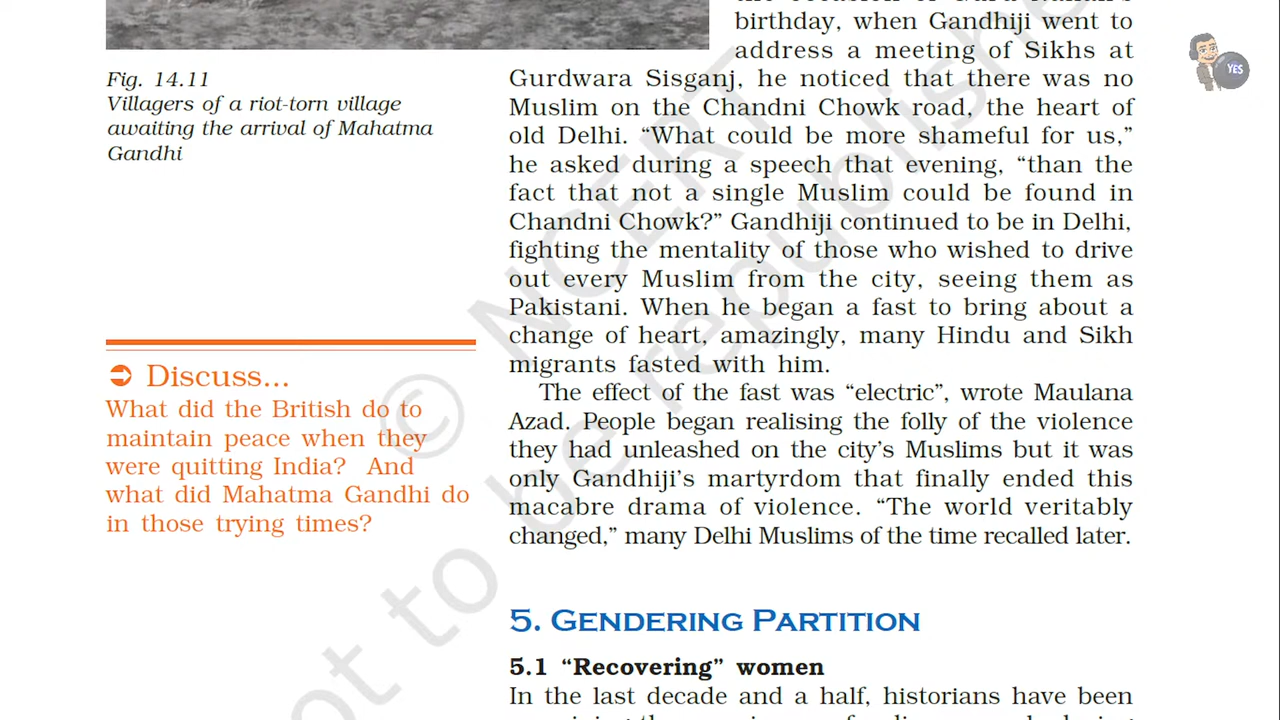 birthday, when Gandhiji went to
address a meeting of Sikhs at
Gurdwara Sisganj, he noticed that there was no
Muslim on the Chandni Chowk road, the heart of
old Delhi. “What could be more shameful for us,”
he asked during a speech that evening, “than the
fact that not a single Muslim could be found in
Chandni Chowk?” Gandhiji continued to be in Delhi,
fighting the mentality of those who wished to drive
out every Muslim from the city, seeing them as
Pakistani. When he began a fast to bring about a
change of heart, amazingly, many Hindu and Sikh
migrants fasted with him.
The effect of the fast was “electric”, wrote Maulana
Azad. People began realising the folly of the violence
they had unleashed on the city’s Muslims but it was
only Gandhiji’s martyrdom that finally ended this
macabre drama of violence. “The world veritably
changed,” many Delhi Muslims of the time recalled later.
5. GENDERING PARTITION
5.1 “Recovering” women
In the last decade and a half, historians have been
Fig. 14.11
Villagers of a riot-torn village
awaiting the arrival of Mahatma
Gandhi
➲ Discuss...
What did the British do to
maintain peace when they
were quitting India? And
what did Mahatma Gandhi do
in those trying times?
© NCERT
not to be republishe
YES